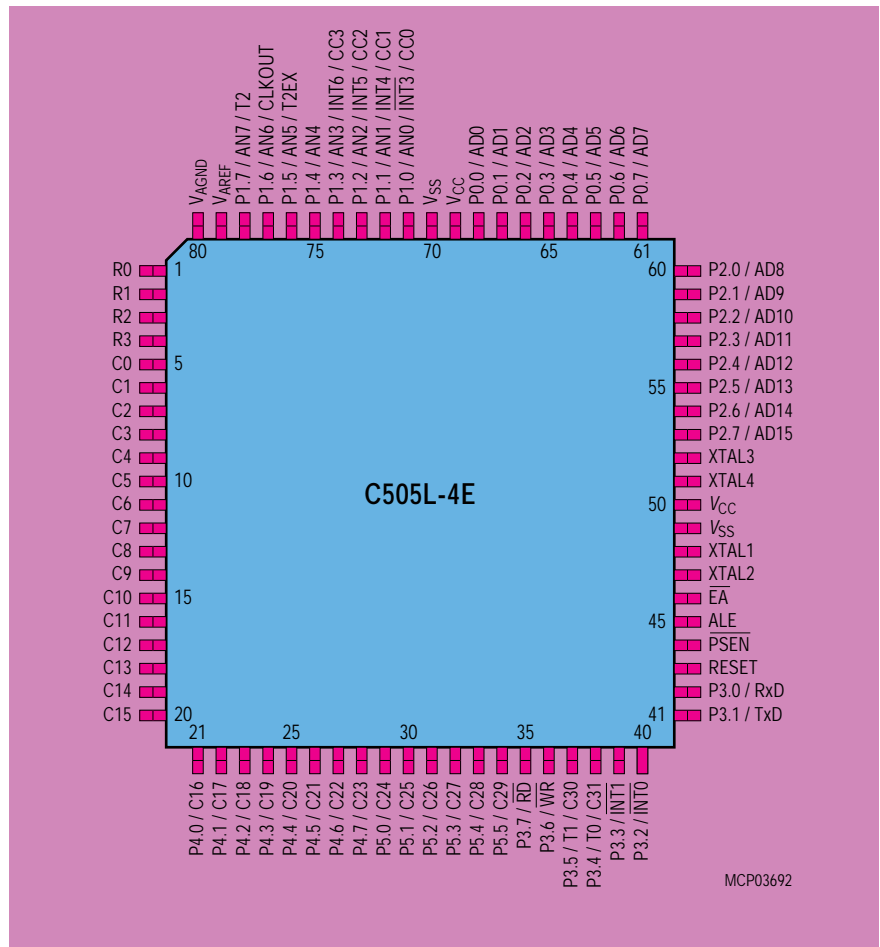 VAGND
VAREF
P1.7 / AN7 / T2
P1.6 / AN6 / CLKOUT
P1.5 / AN5 / T2EX
P1.4 / AN4
P1.3 / AN3 / INT6 / CC3
P1.2 / AN2 / INT5 / CC2
P1.1 / AN1 / INT4 / CC1
P1.0 / AN0 / INT3 / CC0
VSS
VCC
P0.0 / AD0
P0.1 / AD1
P0.2 / AD2
P0.3 / AD3
P0.4 / AD4
P0.5 / AD5
P0.6 / AD6
P0.7 / AD7
80 75 70 65 61
R0 1
R1
R2
R3
C0 5
C1
C2
C3
C4
C5 10
C6
C7
C8
C9
C10 15
C11
C12
C13
C14
C15 20
C505L-4E
60 P2.0 / AD8
P2.1 / AD9
P2.2 / AD10
P2.3 / AD11
P2.4 / AD12
55 P2.5 / AD13
P2.6 / AD14
P2.7 / AD15
XTAL3
XTAL4
50 VCC
VSS
XTAL1
XTAL2
EA
45 ALE
PSEN
RESET
P3.0 / RxD
41 P3.1 / TxD
21 25 30 35 40
P4.0 / C16
P4.1 / C17
P4.2 / C18
P4.3 / C19
P4.4 / C20
P4.5 / C21
P4.6 / C22
P4.7 / C23
P5.0 / C24
P5.1 / C25
P5.2 / C26
P5.3 / C27
P5.4 / C28
P5.5 / C29
P3.7 / RD
P3.6 / WR
P3.5 / T1 / C30
P3.4 / T0 / C31
P3.3 / INT1
P3.2 / INT0
MCP03692